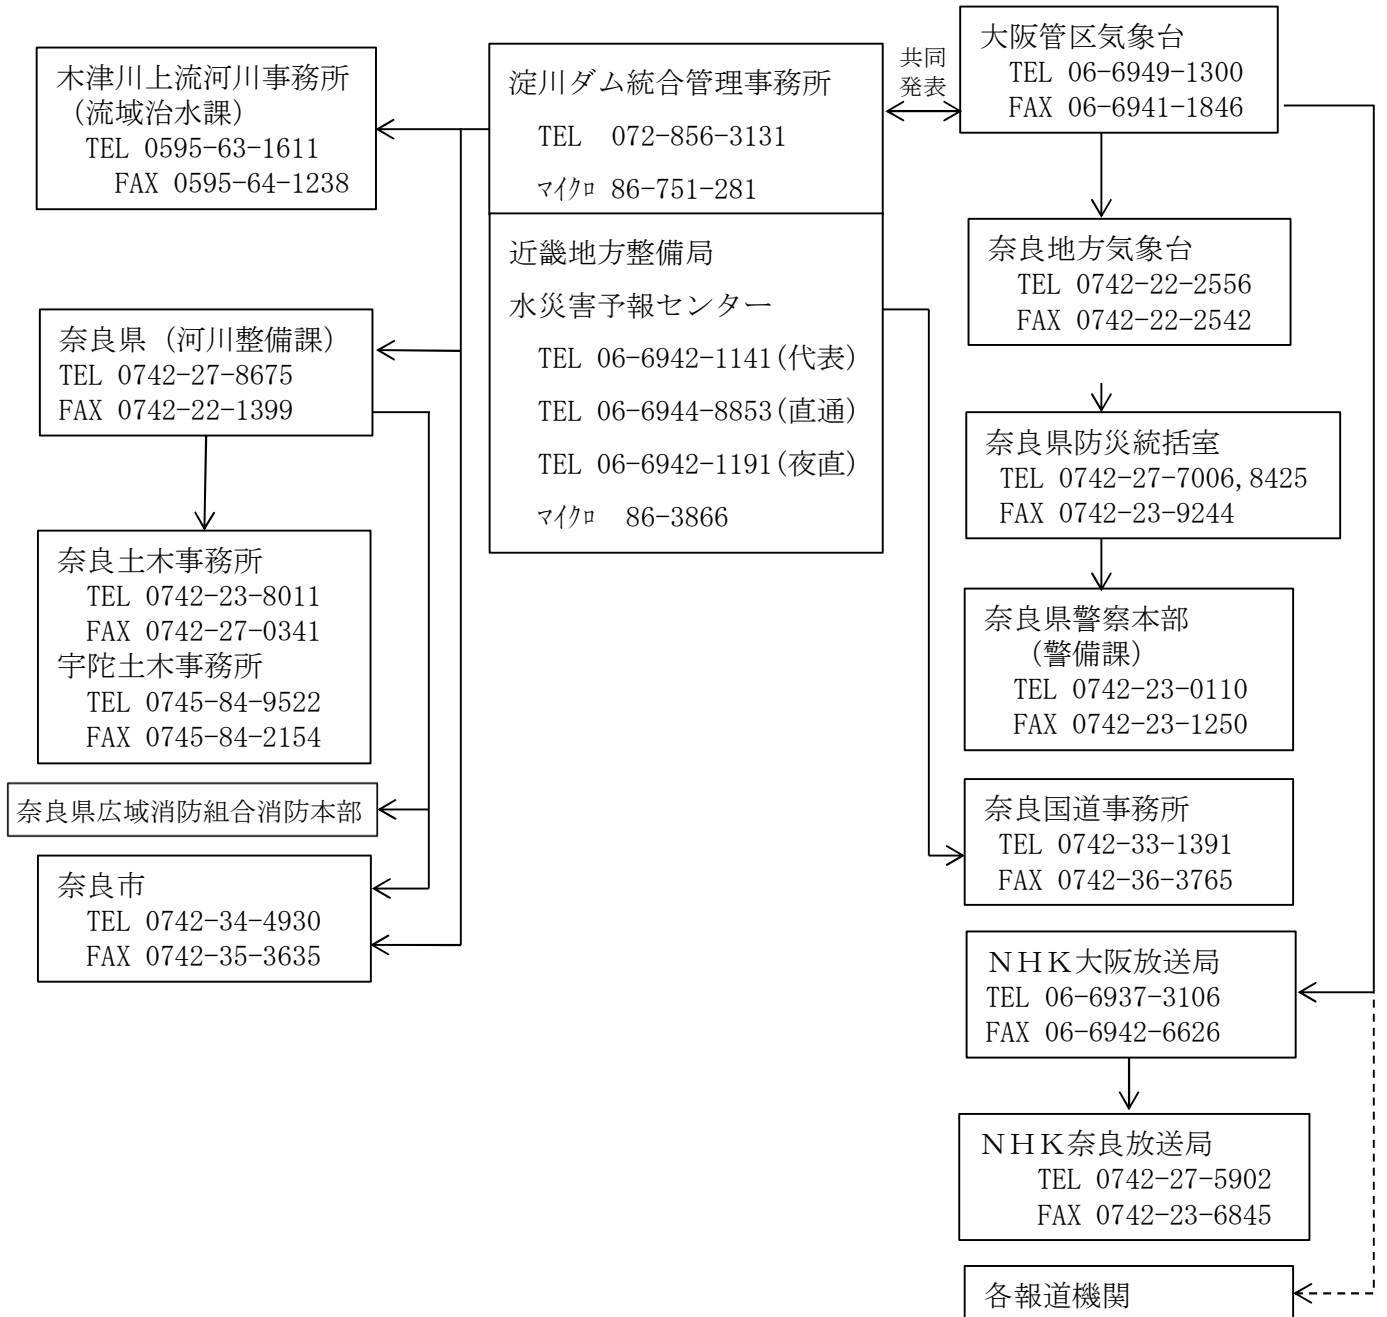 木津川上流河川事務所
（流域治水課）
TEL 0595-63-1611
FAX 0595-64-1238
奈良県（河川整備課）
TEL 0742-27-8675
FAX 0742-22-1399
奈良土木事務所
TEL 0742-23-8011
FAX 0742-27-0341
宇陀土木事務所
TEL 0745-84-9522
FAX 0745-84-2154
奈良県広域消防組合消防本部
奈良市
TEL 0742-34-4930
FAX 0742-35-3635
淀川ダム統合管理事務所
TEL 072-856-3131
ﾏｲｸﾛ 86-751-281
近畿地方整備局
水災害予報センター
TEL 06-6942-1141(代表)
TEL 06-6944-8853(直通)
TEL 06-6942-1191(夜直)
ﾏｲｸﾛ 86-3866
共同
発表
大阪管区気象台
TEL 06-6949-1300
FAX 06-6941-1846
奈良地方気象台
TEL 0742-22-2556
FAX 0742-22-2542
奈良県防災統括室
TEL 0742-27-7006,8425
FAX 0742-23-9244
奈良県警察本部
（警備課）
TEL 0742-23-0110
FAX 0742-23-1250
奈良国道事務所
TEL 0742-33-1391
FAX 0742-36-3765
ＮＨＫ大阪放送局
TEL 06-6937-3106
FAX 06-6942-6626
ＮＨＫ奈良放送局
TEL 0742-27-5902
FAX 0742-23-6845
各報道機関